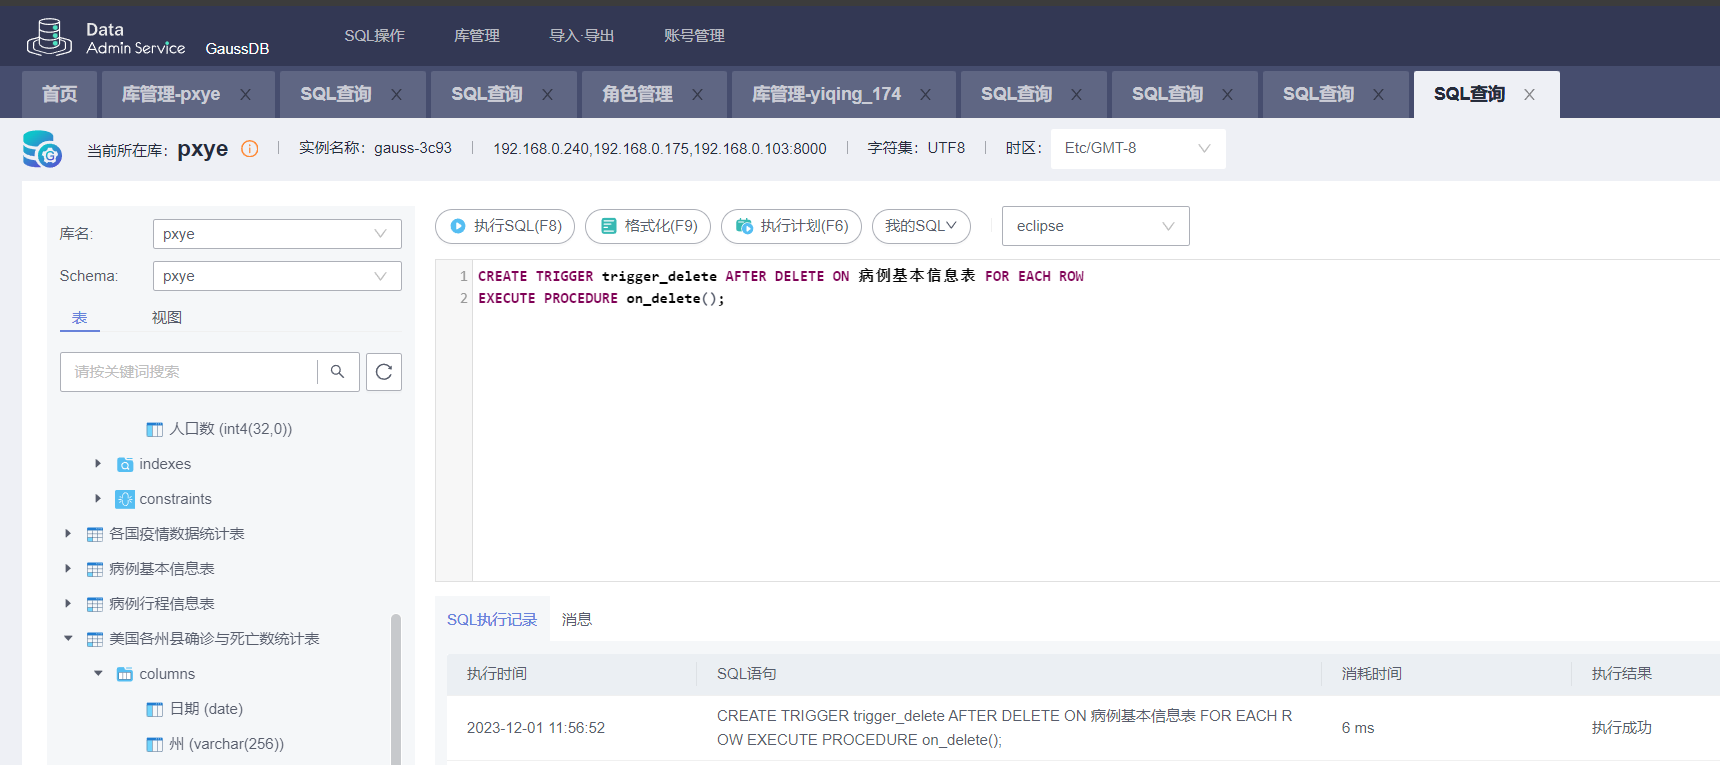 Data
Admin Service GaussDB SQL操作 库管理 导入·导出 账号管理
首页 库管理-pxye SQL查询 SQL查询 角色管理 库管理-yiqing_174 SQL查询 SQL查询 SQL查询 SQL查询
当前所在库: pxye 实例名称: gauss-3c93 192.168.0.240,192.168.0.175,192.168.0.103:8000 字符集: UTF8 时区: Etc/GMT-8
库名: pxye
Schema: pxye
表 视图
请按关键词搜索
人口数 (int4(32,0))
indexes
constraints
各国疫情数据统计表
病例基本信息表
病例行程信息表
美国各州县确诊与死亡数统计表
columns
日期 (date)
州 (varchar(256))
执行SQL(F8) 格式化(F9) 执行计划(F6) 我的SQL eclipse
1 CREATE TRIGGER trigger_delete AFTER DELETE ON 病例基本信息表 FOR EACH ROW
2 EXECUTE PROCEDURE on_delete();
SQL执行记录 消息
执行时间 SQL语句 消耗时间 执行结果
2023-12-01 11:56:52 CREATE TRIGGER trigger_delete AFTER DELETE ON 病例基本信息表 FOR EACH R
OW EXECUTE PROCEDURE on_delete(); 6 ms 执行成功